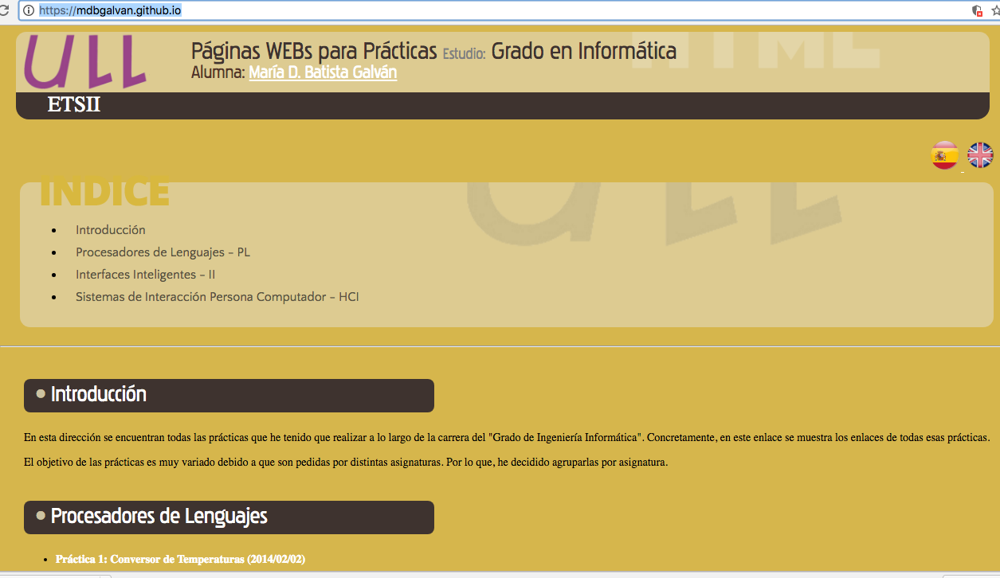 https://mdbgalvan.github.io
ULL
Páginas WEBs para Prácticas Estudio: Grado en Informática
HTML
Alumna: María D. Batista Galván
ETSII
INDICE
ULL
Introducción
Procesadores de Lenguajes - PL
Interfaces Inteligentes - II
Sistemas de Interacción Persona Computador - HCI
Introducción
En esta dirección se encuentran todas las prácticas que he tenido que realizar a lo largo de la carrera del "Grado de Ingeniería Informática". Concretamente, en este enlace se muestra los enlaces de todas esas prácticas.
El objetivo de las prácticas es muy variado debido a que son pedidas por distintas asignaturas. Por lo que, he decidido agruparlas por asignatura.
Procesadores de Lenguajes
Práctica 1: Conversor de Temperaturas (2014/02/02)